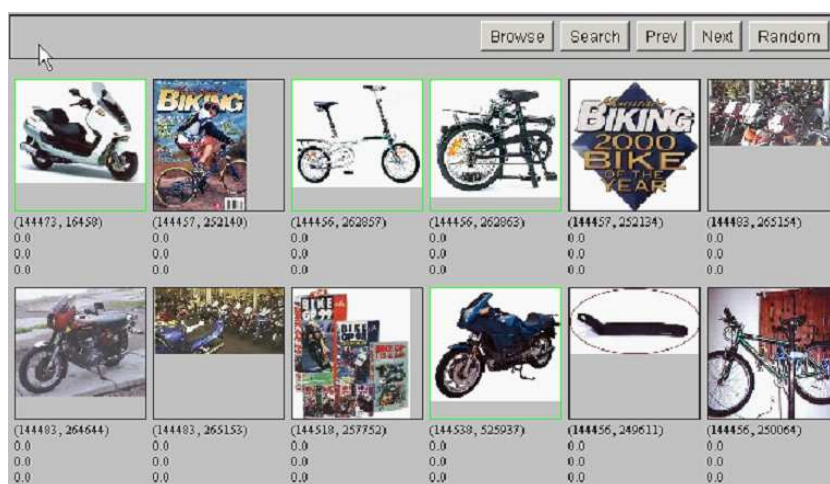 Browse Search Prev Next Random
BIKING
BIKING
2000
BIKE
OF THE
YEAR
(144473, 16458) (144457, 252140) (144456, 262857) (144456, 262863) (144457, 252134) (144483, 265154)
0.0 0.0 0.0 0.0 0.0 0.0
0.0 0.0 0.0 0.0 0.0 0.0
0.0 0.0 0.0 0.0 0.0 0.0
BIKE
GP 99
BIKE
(144483, 264644) (144483, 265153) (144518, 257752) (144538, 525937) (144456, 249611) (144456, 250064)
0.0 0.0 0.0 0.0 0.0 0.0
0.0 0.0 0.0 0.0 0.0 0.0
0.0 0.0 0.0 0.0 0.0 0.0